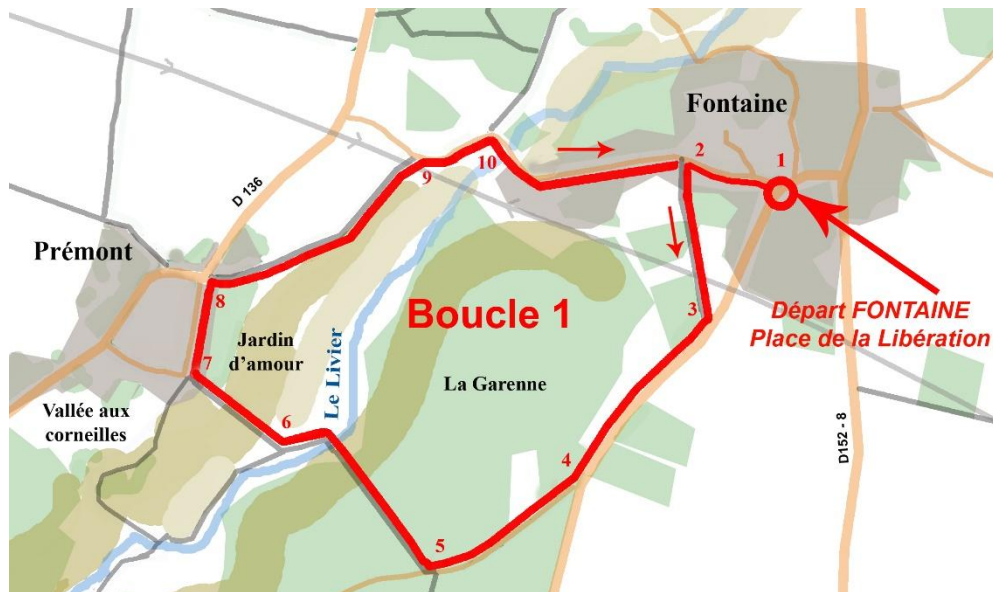 Fontaine
10
2
1
9
D 136
Prémont
3
Départ FONTAINE
Place de la Libération
8
Boucle 1
Jardin
d'amour
Le Livier
La Garenne
7
Vallée aux
corneilles
6
D152 - 8
4
5